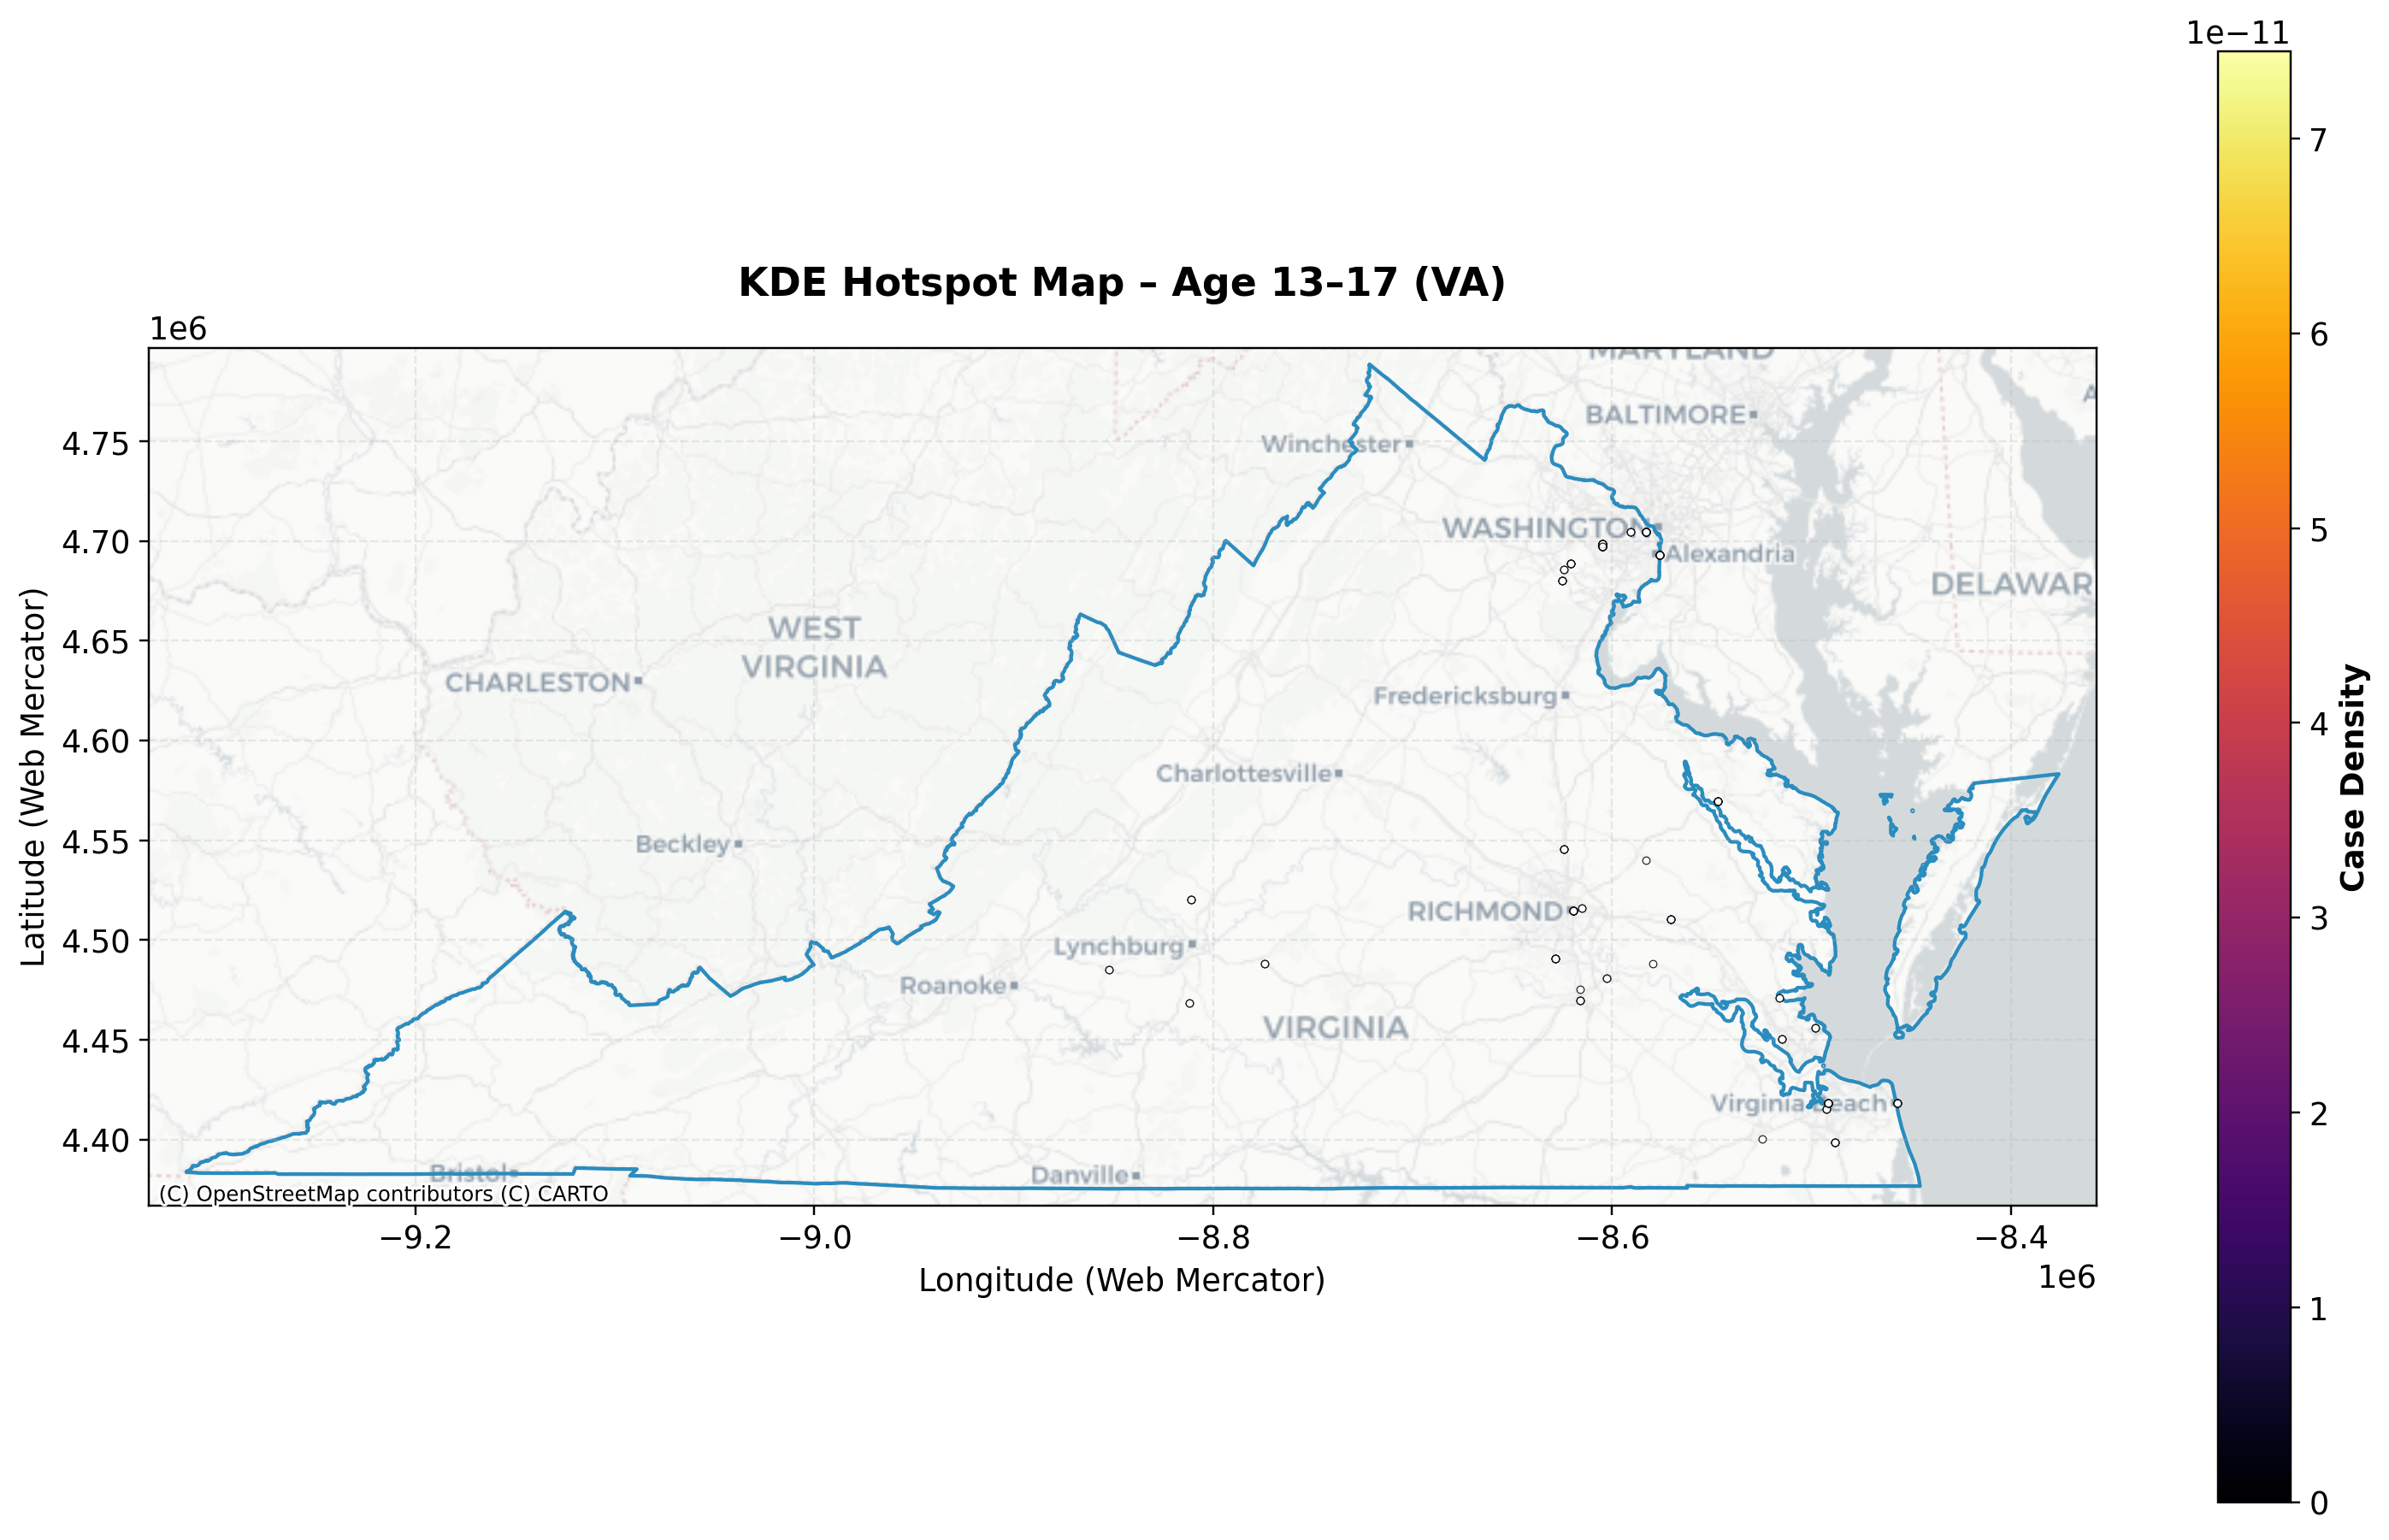 1e−11
KDE Hotspot Map – Age 13–17 (VA)
1e6
MARYLAND
BALTIMORE
Winchester
WASHINGTON
Alexandria
DELAWAR
WEST
VIRGINIA
CHARLESTON
Fredericksburg
Charlottesville
Beckley
RICHMOND
Lynchburg
Roanoke
VIRGINIA
Virginia Beach
Bristol
Danville
A
(C) OpenStreetMap contributors (C) CARTO
4.75
4.70
4.65
4.60
4.55
4.50
4.45
4.40
Latitude (Web Mercator)
−9.2
−9.0
−8.8
−8.6
−8.4
1e6
Longitude (Web Mercator)
7
6
5
4
3
2
1
0
Case Density